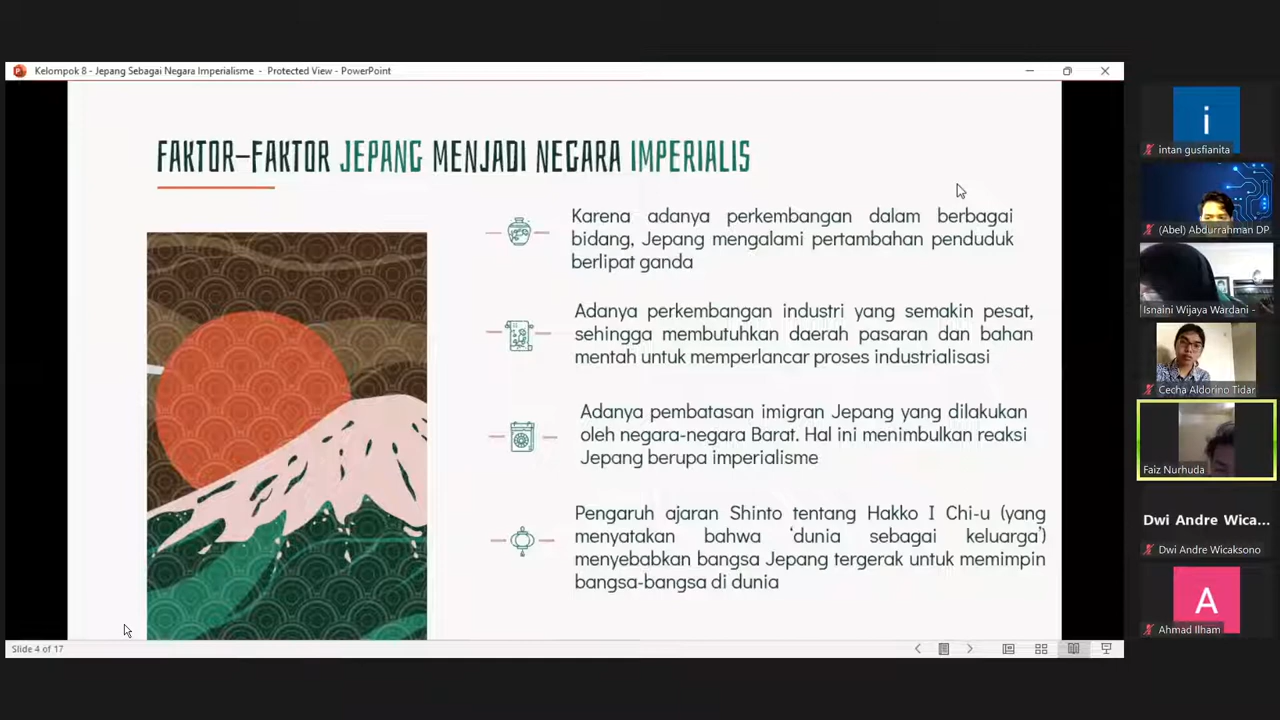 Kelompok 8 - Jepang Sebagai Negara Imperialisme - Protected View - PowerPoint
FAKTOR-FAKTOR JEPANG MENJADI NEGARA IMPERIALIS
Karena adanya perkembangan dalam berbagai
bidang, Jepang mengalami pertambahan penduduk
berlipat ganda
Adanya perkembangan industri yang semakin pesat,
sehingga membutuhkan daerah pasaran dan bahan
mentah untuk memperlancar proses industrialisasi
Adanya pembatasan imigran Jepang yang dilakukan
oleh negara-negara Barat. Hal ini menimbulkan reaksi
Jepang berupa imperialisme
Pengaruh ajaran Shinto tentang Hakko I Chi-u (yang
menyatakan bahwa ‘dunia sebagai keluarga’)
menyebabkan bangsa Jepang tergerak untuk memimpin
bangsa-bangsa di dunia
Slide 4 of 17
i
intan gusfianita
(Abel) Abdurrahman DP
Isnaini Wijaya Wardani -
Cecha Aldorino Tidar
Faiz Nurhuda
Dwi Andre Wica...
Dwi Andre Wicaksono
A
Ahmad Ilham